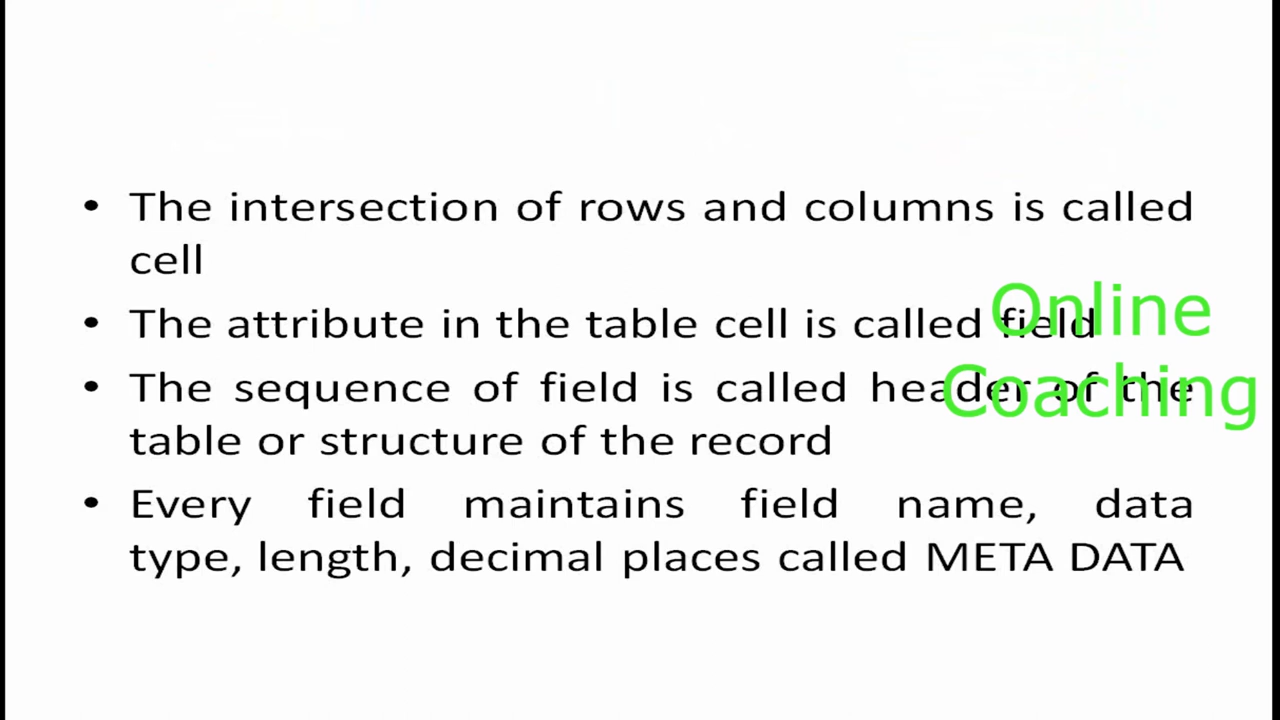 • The intersection of rows and columns is called
cell
• The attribute in the table cell is called field
• The sequence of field is called header of the
table or structure of the record
• Every field maintains field name, data
type, length, decimal places called META DATA
Online
Coaching